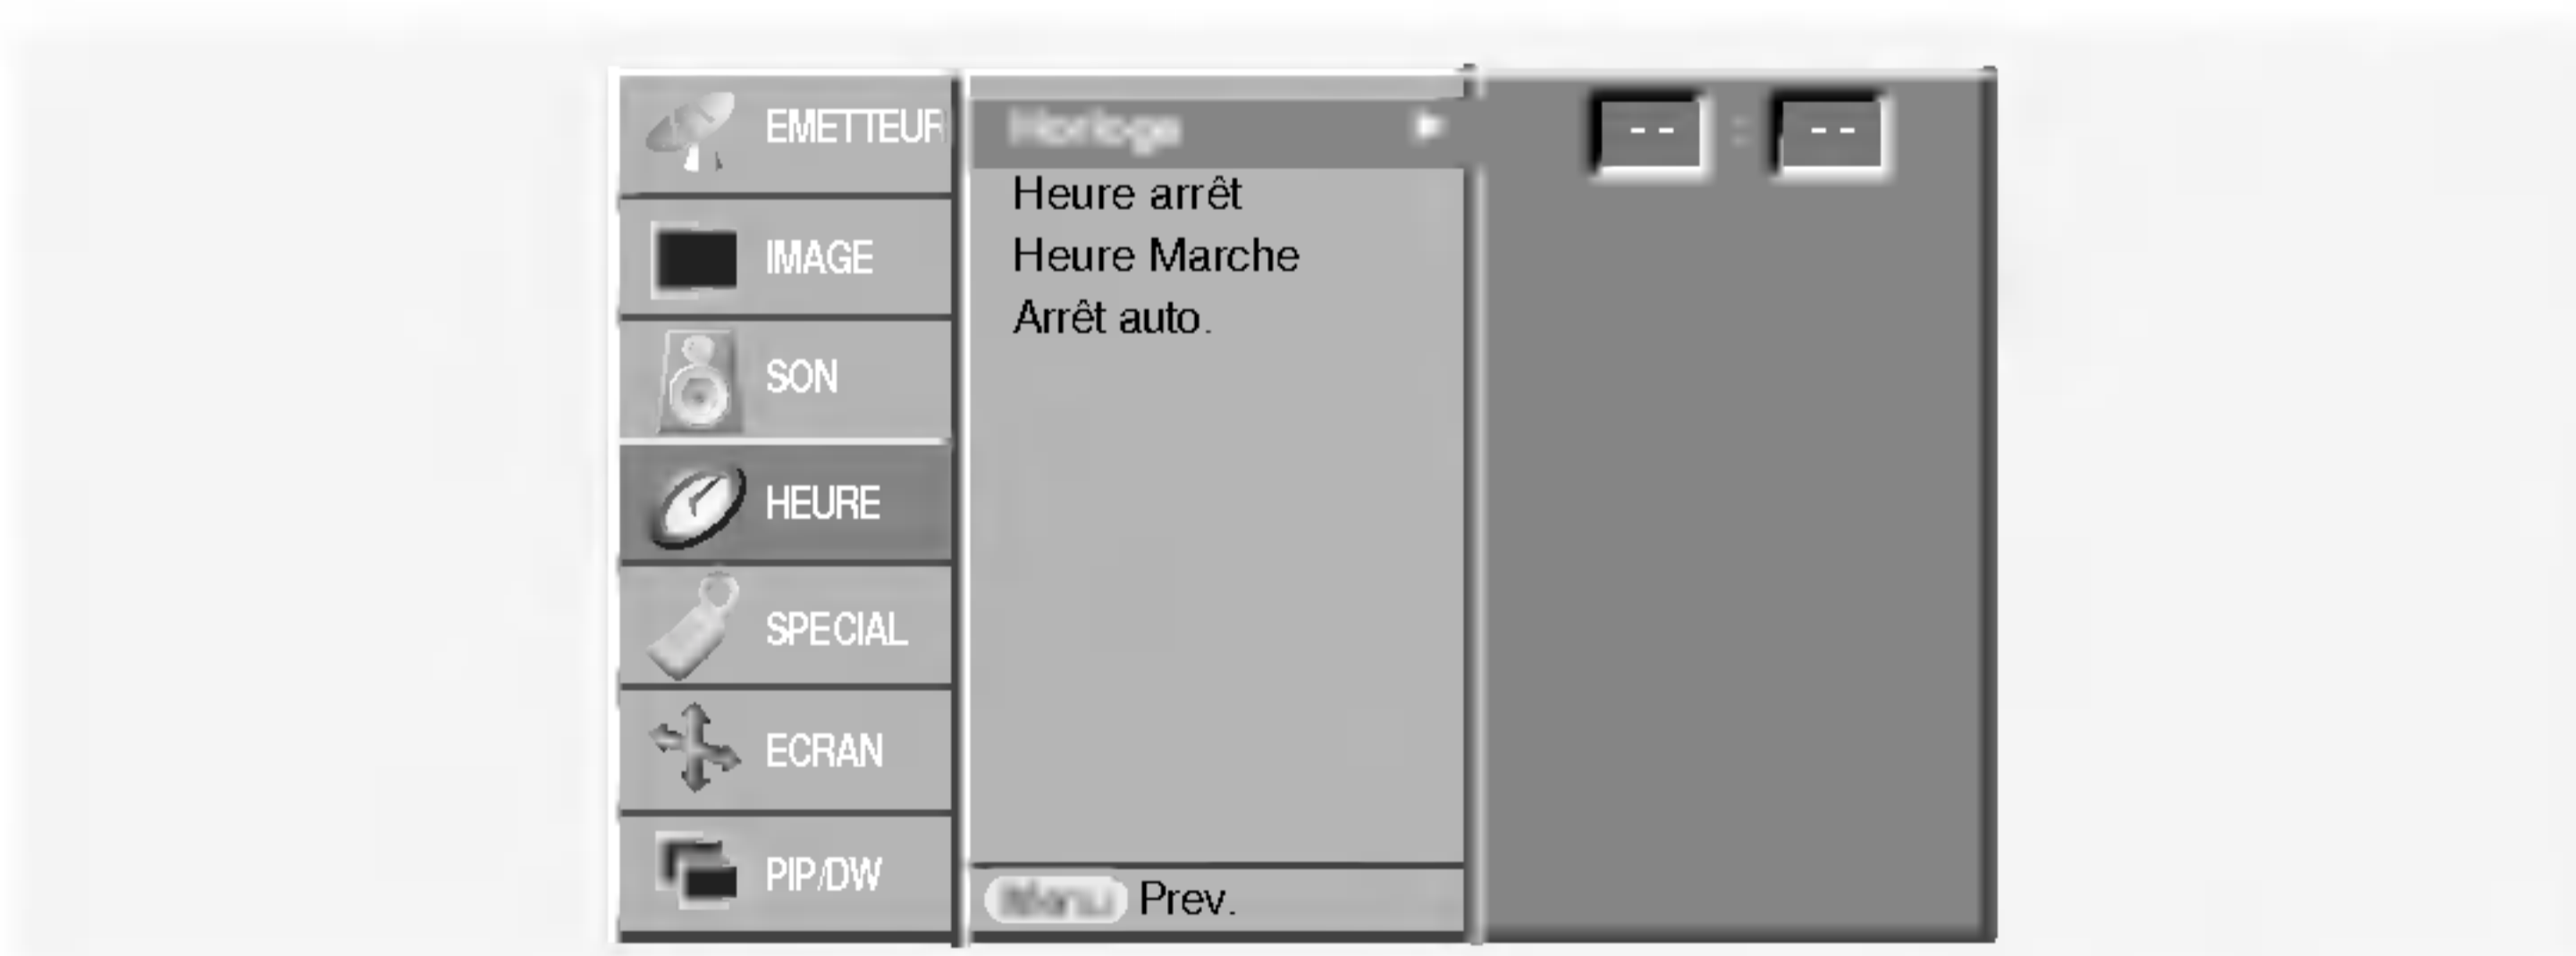 EMETTEUR
IMAGE
SON
HEURE
SPECIAL
ECRAN
PIP/DW
Horloge
Heure arrêt
Heure Marche
Arrêt auto.
Menu Prev.
-- : --